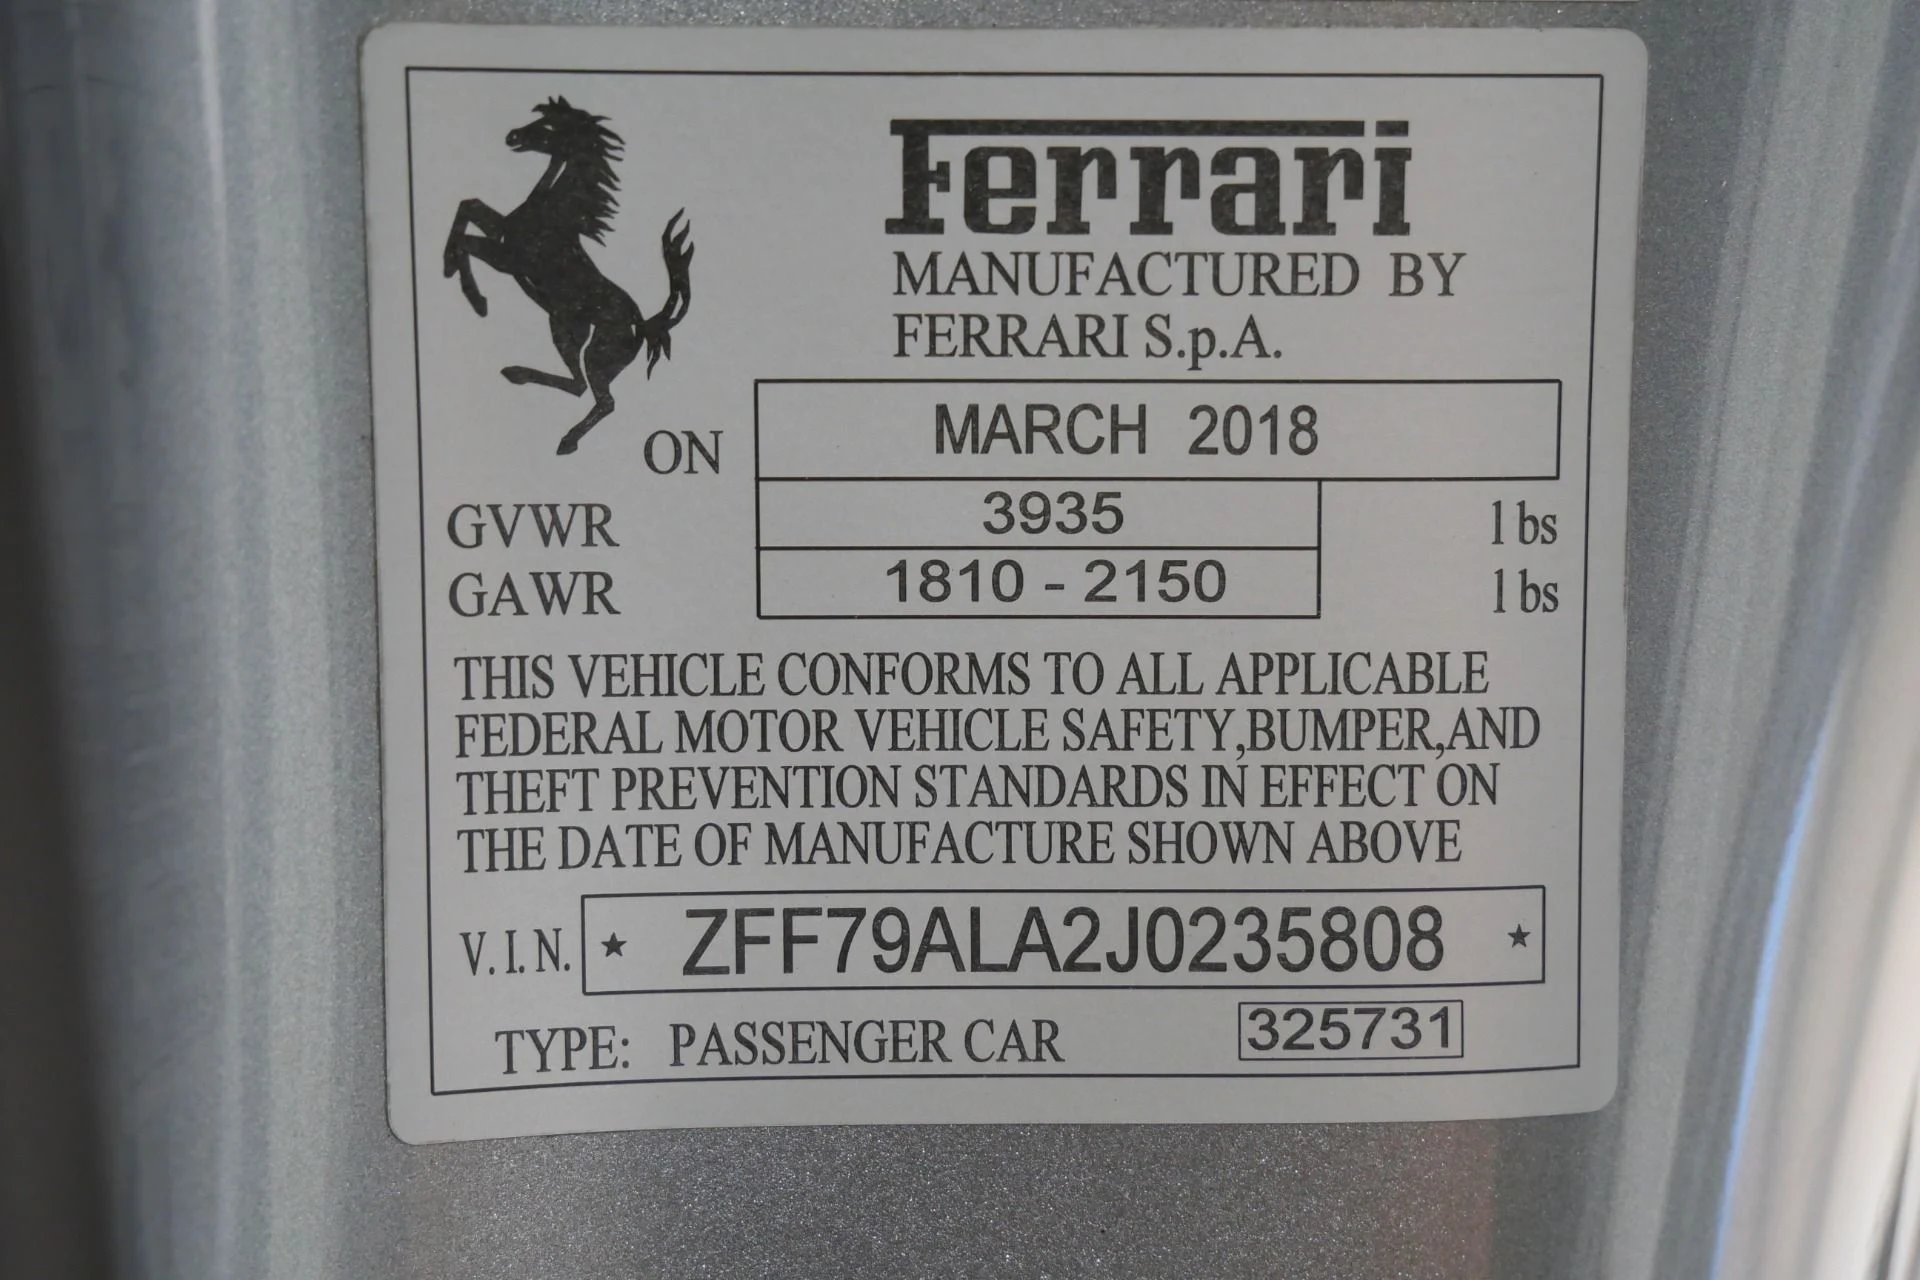 Ferrari
MANUFACTURED BY
FERRARI S.p.A.
ON MARCH 2018
GVWR 3935 lbs
GAWR 1810 - 2150 lbs
THIS VEHICLE CONFORMS TO ALL APPLICABLE
FEDERAL MOTOR VEHICLE SAFETY,BUMPER,AND
THEFT PREVENTION STANDARDS IN EFFECT ON
THE DATE OF MANUFACTURE SHOWN ABOVE
V.I.N. ★ ZFF79ALA2J0235808 ★
TYPE: PASSENGER CAR 325731